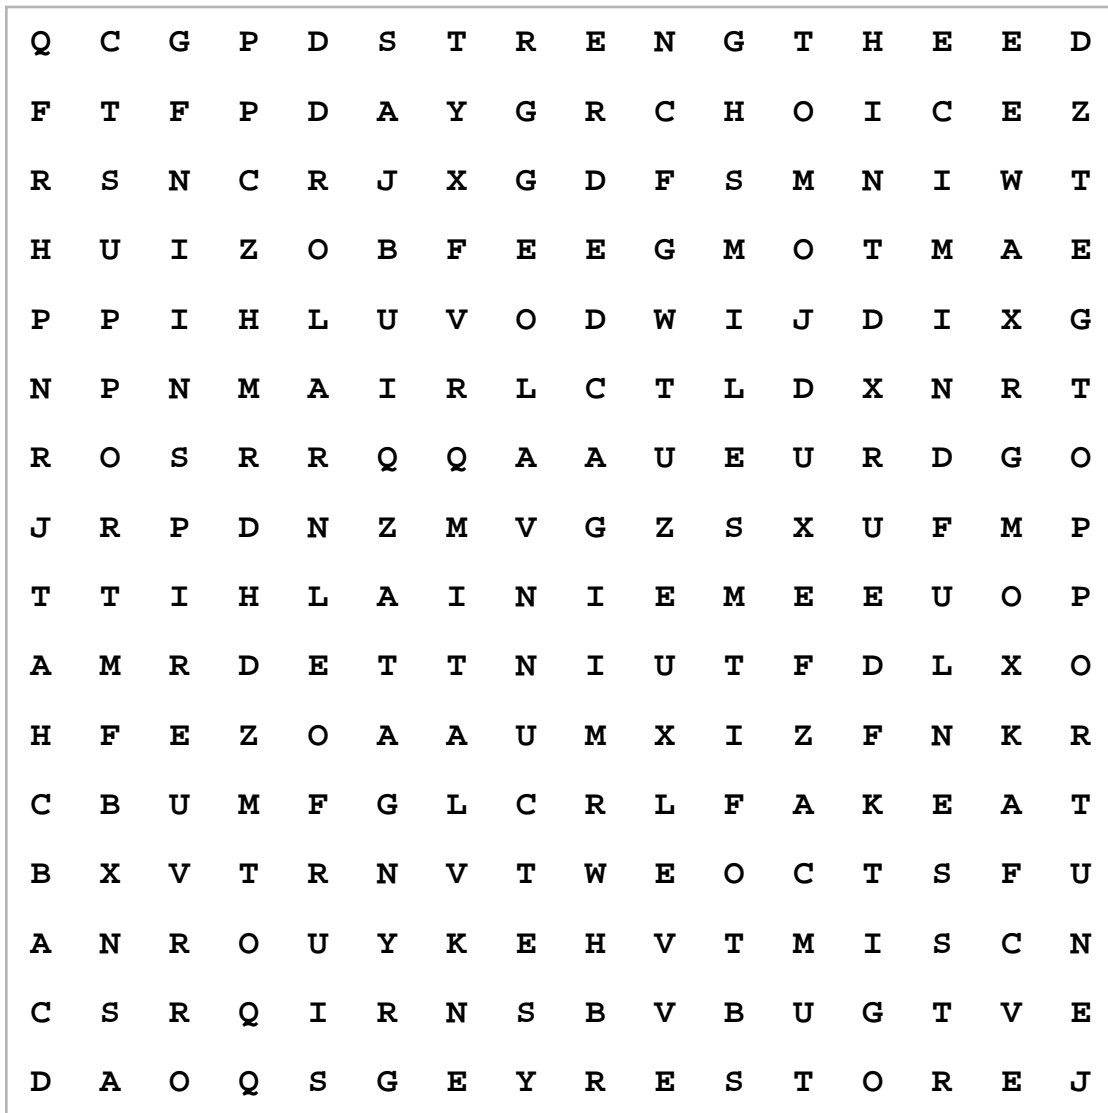 Q C G P D S T R E N G T H E E D
F T F P D A Y G R C H O I C E Z
R S N C R J X G D F S M N I W T
H U I Z O B F E E G M O T M A E
P P I H L U V O D W I J D I X G
N P N M A I R L C T L D X N R T
R O S R R Q Q A A U E U R D G O
J R P D N Z M V G Z S X U F M P
T T I H L A I N I E M E E U O P
A M R D E T T N I U T F D L X O
H F E Z O A A U M X I Z F N K R
C B U M F G L C R L F A K E A T
B X V T R N V T W E O C T S F U
A N R O U Y K E H V T M I S C N
C S R Q I R N S B V B U G T V E
D A O Q S G E Y R E S T O R E J